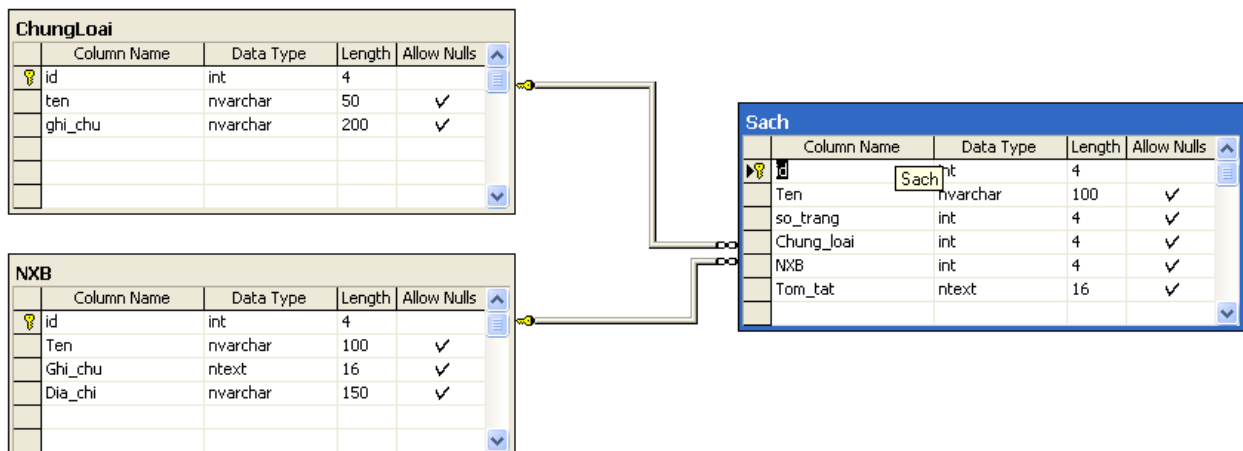 ChungLoai
Column Name Data Type Length Allow Nulls
id int 4
ten nvarchar 50
ghi_chu nvarchar 200
Sach
Column Name Data Type Length Allow Nulls
id int 4
Sach
Ten nvarchar 100
so_trang int 4
Chung_loai int 4
NXB int 4
Tom_tat ntext 16
NXB
Column Name Data Type Length Allow Nulls
id int 4
Ten nvarchar 100
Ghi_chu ntext 16
Dia_chi nvarchar 150